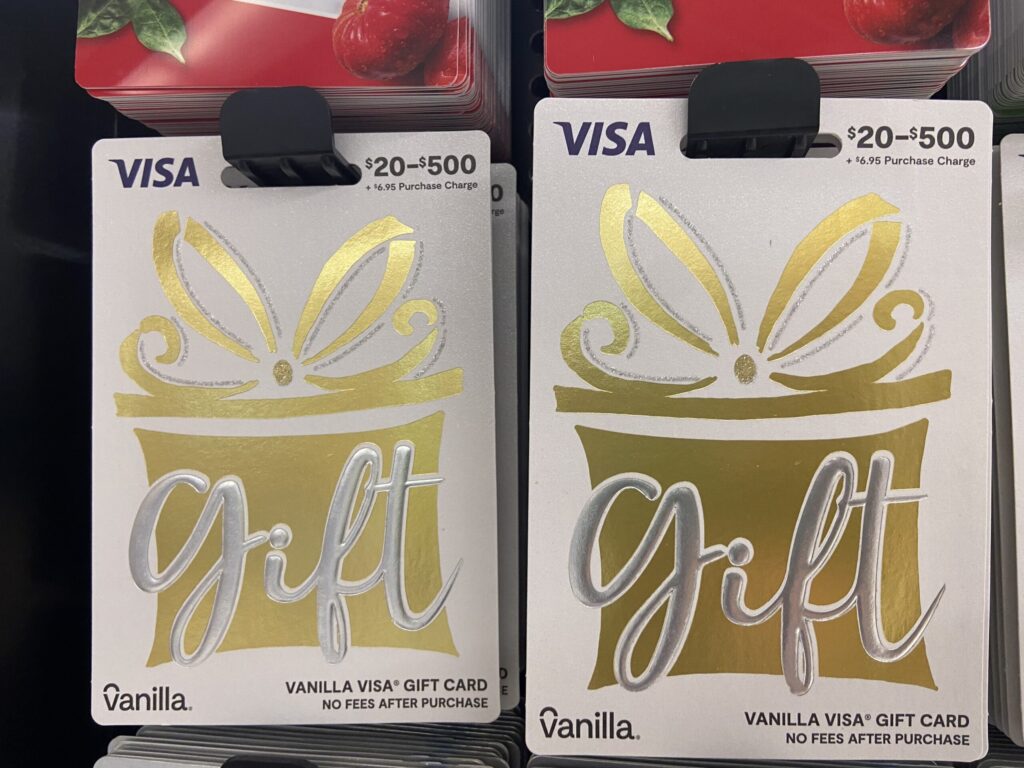 VISA
$20–$500
+ $6.95 Purchase Charge
gift
Vanilla.
VANILLA VISA® GIFT CARD
NO FEES AFTER PURCHASE
VISA
$20–$500
+ $6.95 Purchase Charge
gift
Vanilla.
VANILLA VISA® GIFT CARD
NO FEES AFTER PURCHASE